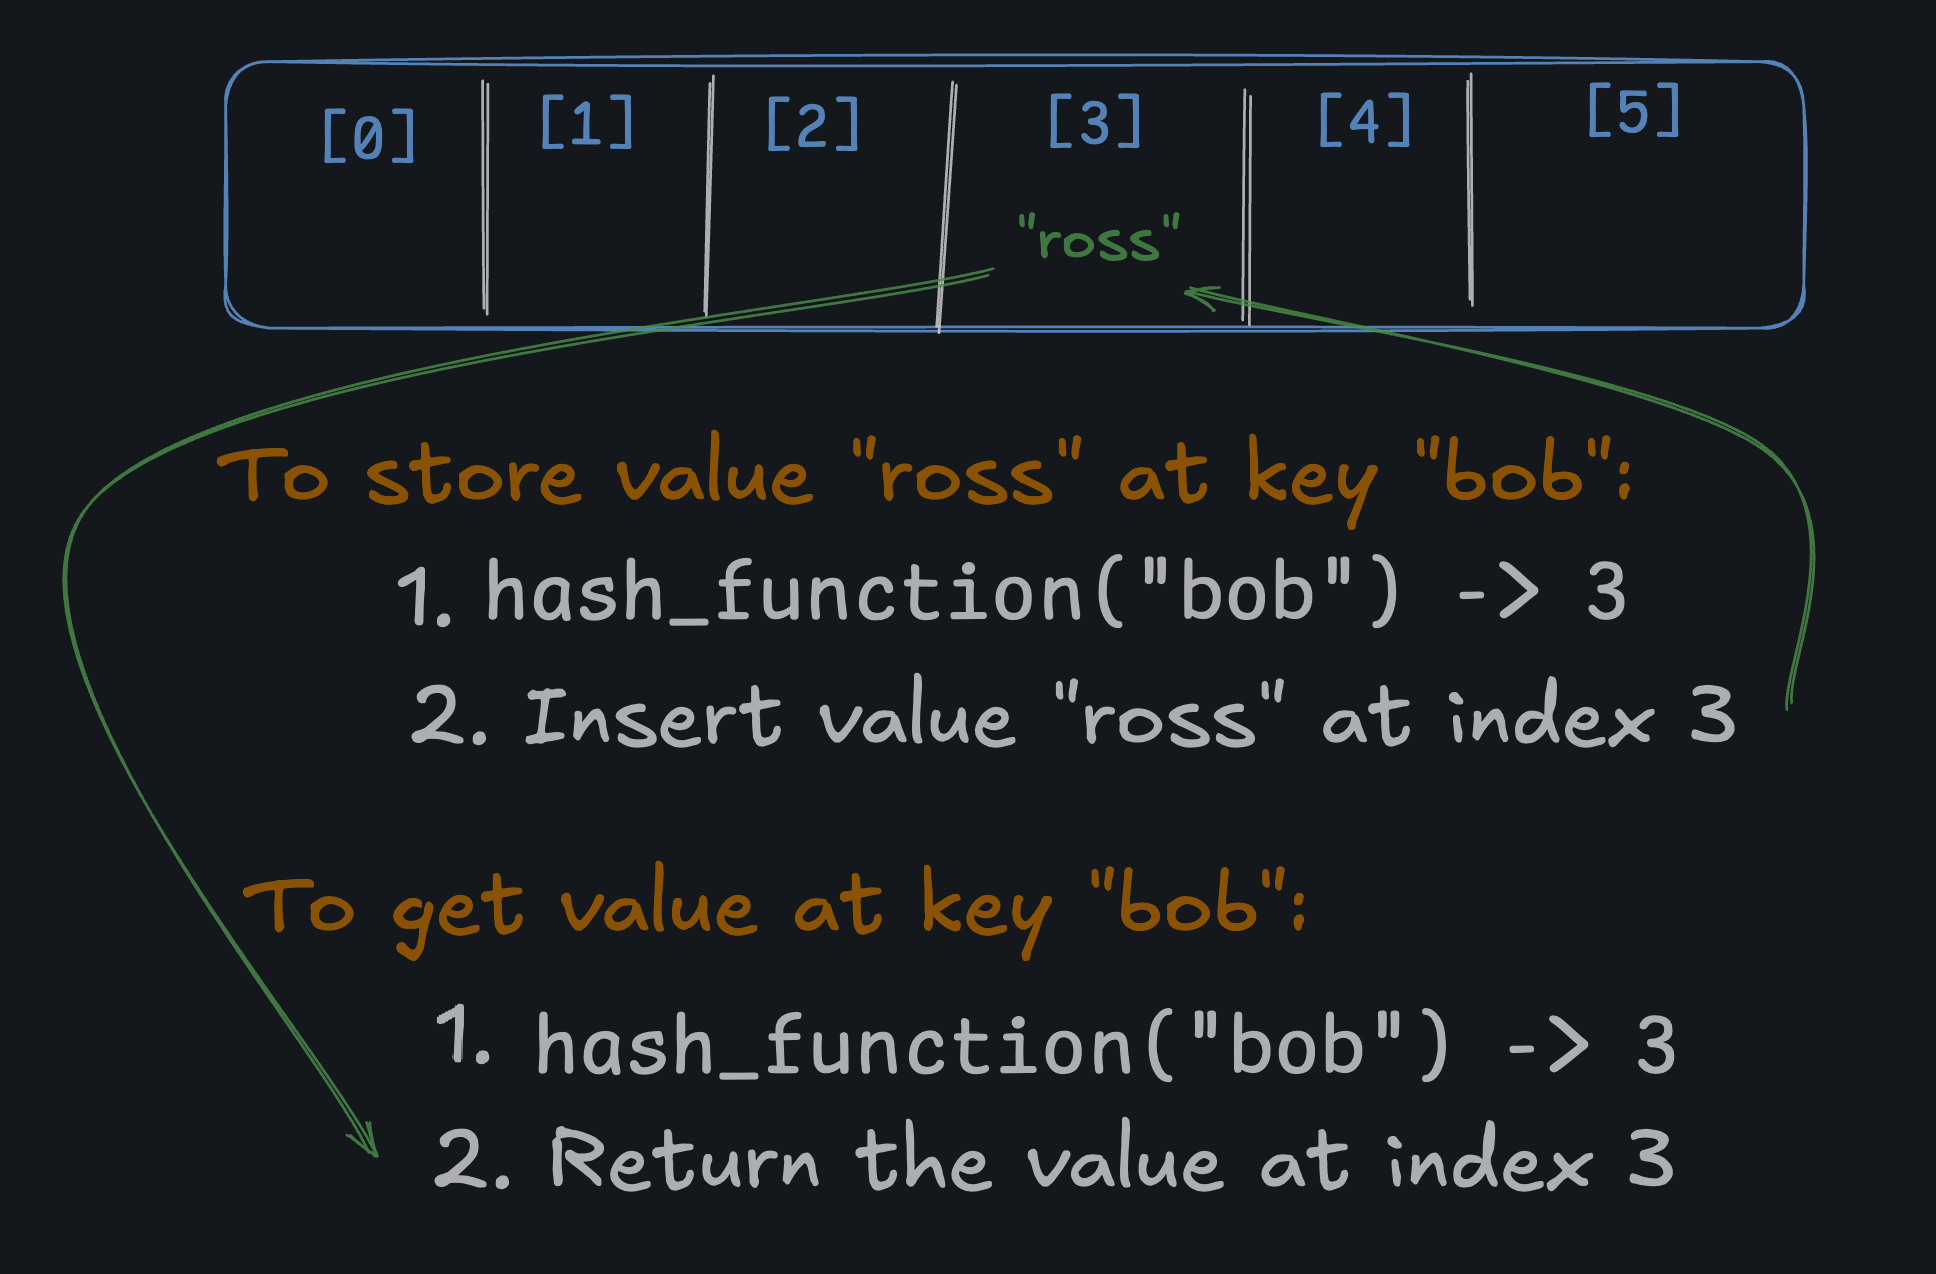 [0] [1] [2] [3] [4] [5]
"ross"
To store value "ross" at key "bob":
1. hash_function("bob") -> 3
2. Insert value "ross" at index 3
To get value at key "bob":
1. hash_function("bob") -> 3
2. Return the value at index 3